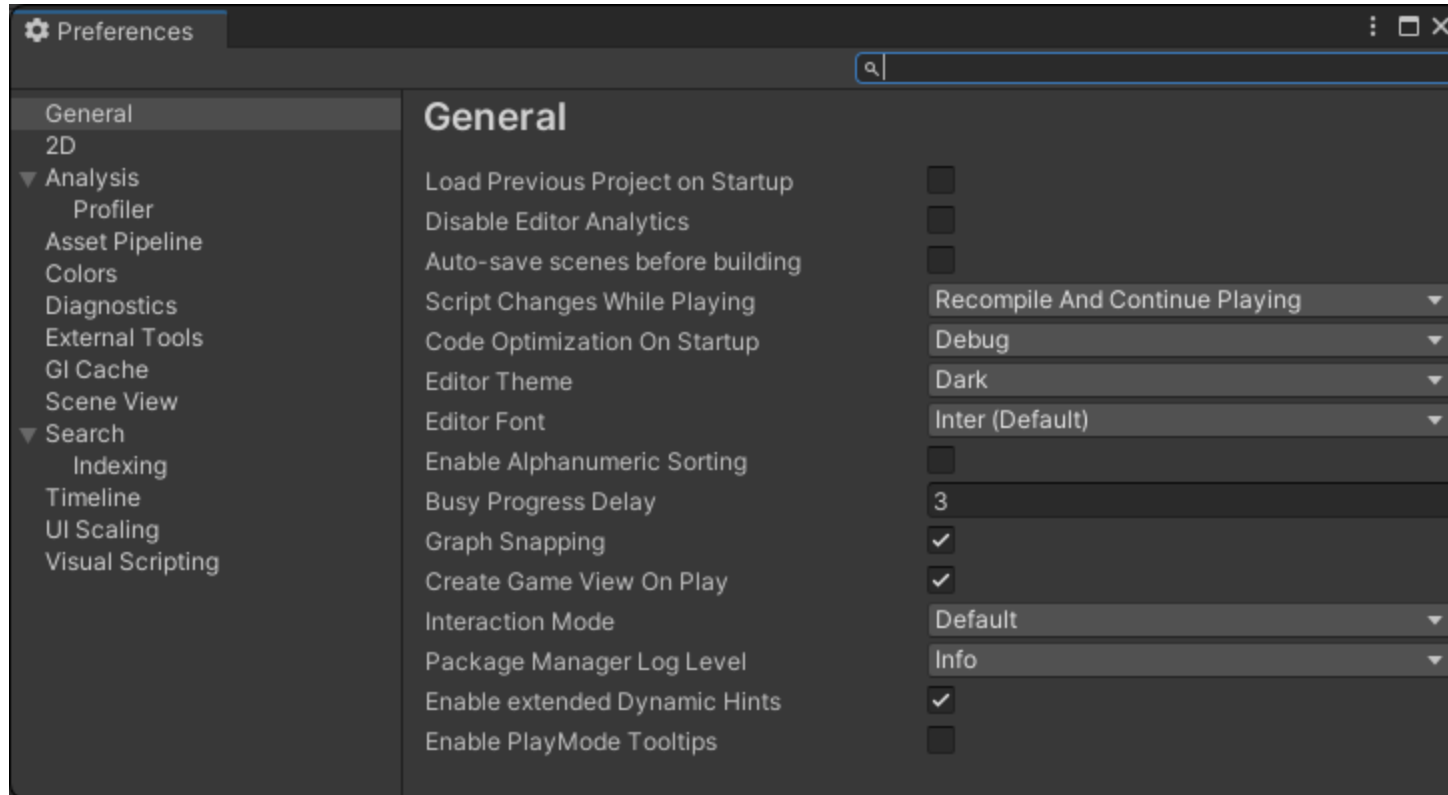 Preferences
General
2D
Analysis
Profiler
Asset Pipeline
Colors
Diagnostics
External Tools
GI Cache
Scene View
Search
Indexing
Timeline
UI Scaling
Visual Scripting
General
Load Previous Project on Startup
Disable Editor Analytics
Auto-save scenes before building
Script Changes While Playing Recompile And Continue Playing
Code Optimization On Startup Debug
Editor Theme Dark
Editor Font Inter (Default)
Enable Alphanumeric Sorting
Busy Progress Delay 3
Graph Snapping
Create Game View On Play
Interaction Mode Default
Package Manager Log Level Info
Enable extended Dynamic Hints
Enable PlayMode Tooltips